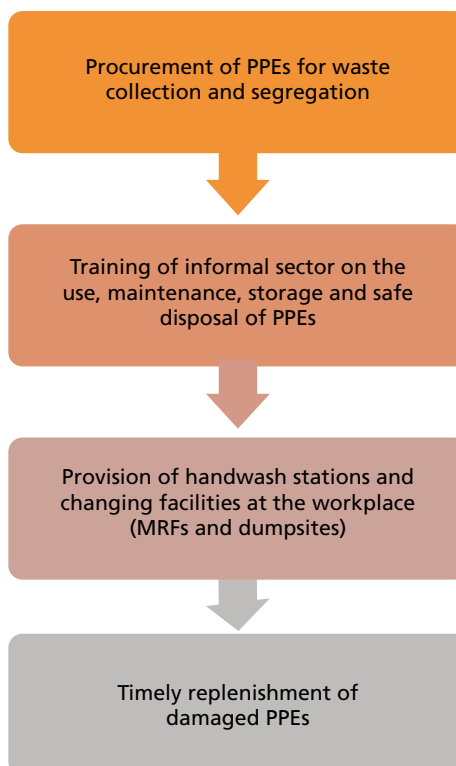 Procurement of PPEs for waste
collection and segregation
Training of informal sector on the
use, maintenance, storage and safe
disposal of PPEs
Provision of handwash stations and
changing facilities at the workplace
(MRFs and dumpsites)
Timely replenishment of
damaged PPEs